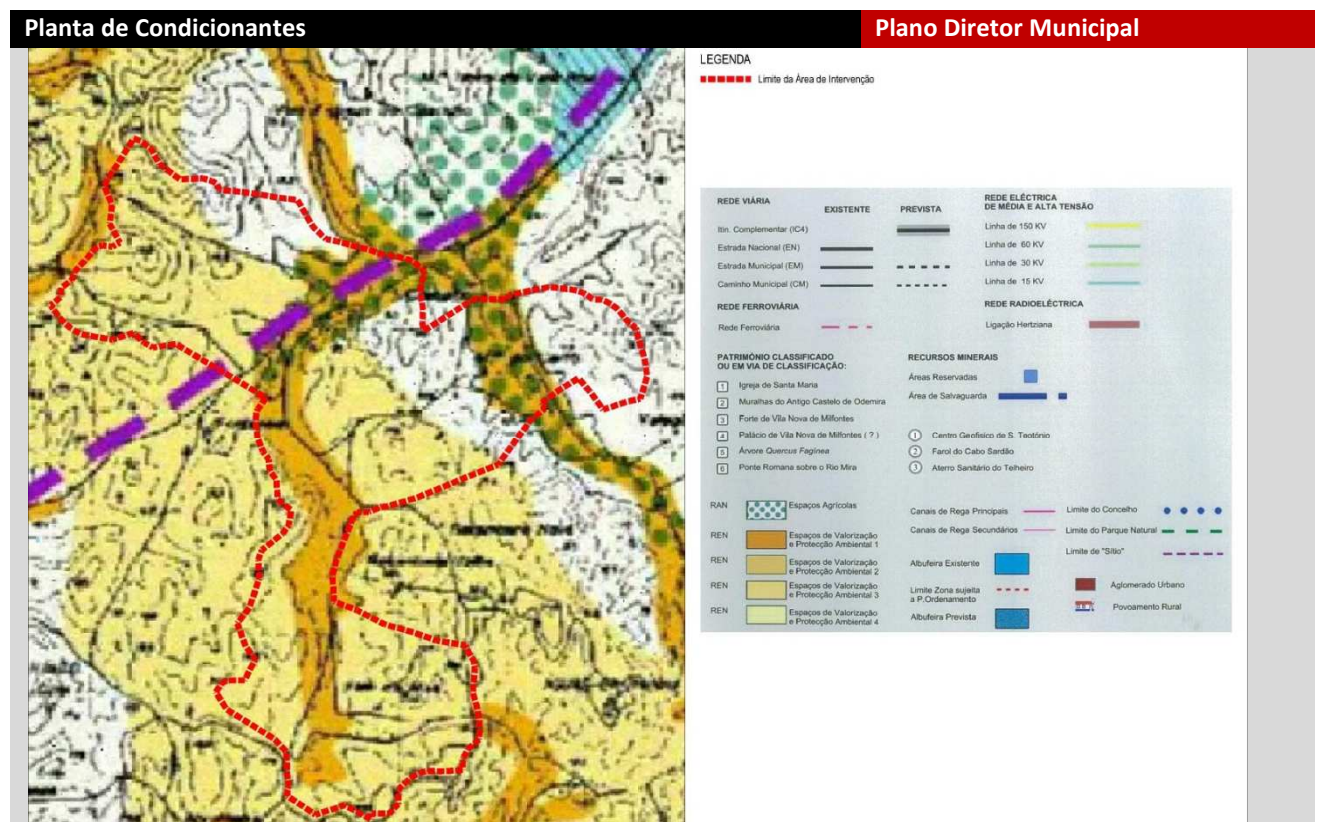 Planta de Condicionantes
Plano Diretor Municipal
LEGENDA
Limite da Área de Intervenção
REDE VIÁRIA
EXISTENTE
PREVISTA
Itin. Complementar (IC4)
Estrada Nacional (EN)
Estrada Municipal (EM)
Caminho Municipal (CM)
REDE FERROVIÁRIA
Rede Ferroviária
REDE ELÉCTRICA
DE MÉDIA E ALTA TENSÃO
Linha de 150 KV
Linha de 60 KV
Linha de 30 KV
Linha de 15 KV
REDE RADIOELÉCTRICA
Ligação Hertziana
PATRIMÓNIO CLASSIFICADO
OU EM VIA DE CLASSIFICAÇÃO:
1 Igreja de Santa Maria
2 Muralhas do Antigo Castelo de Odemira
3 Forte de Vila Nova de Milfontes
4 Palácio de Vila Nova de Milfontes ( ? )
5 Árvore Quercus Faginea
6 Ponte Romana sobre o Rio Mira
RECURSOS MINERAIS
Áreas Reservadas
Área de Salvaguarda
1 Centro Geofísico de S. Teotónio
2 Farol do Cabo Sardão
3 Aterro Sanitário do Telheiro
RAN Espaços Agrícolas
REN Espaços de Valorização
e Protecção Ambiental 1
REN Espaços de Valorização
e Protecção Ambiental 2
REN Espaços de Valorização
e Protecção Ambiental 3
REN Espaços de Valorização
e Protecção Ambiental 4
Canais de Rega Principais
Canais de Rega Secundários
Albufeira Existente
Limite Zona sujeita
a P.Ordenamento
Albufeira Prevista
Limite do Concelho
Limite do Parque Natural
Limite de "Sítio"
Aglomerado Urbano
Povoamento Rural